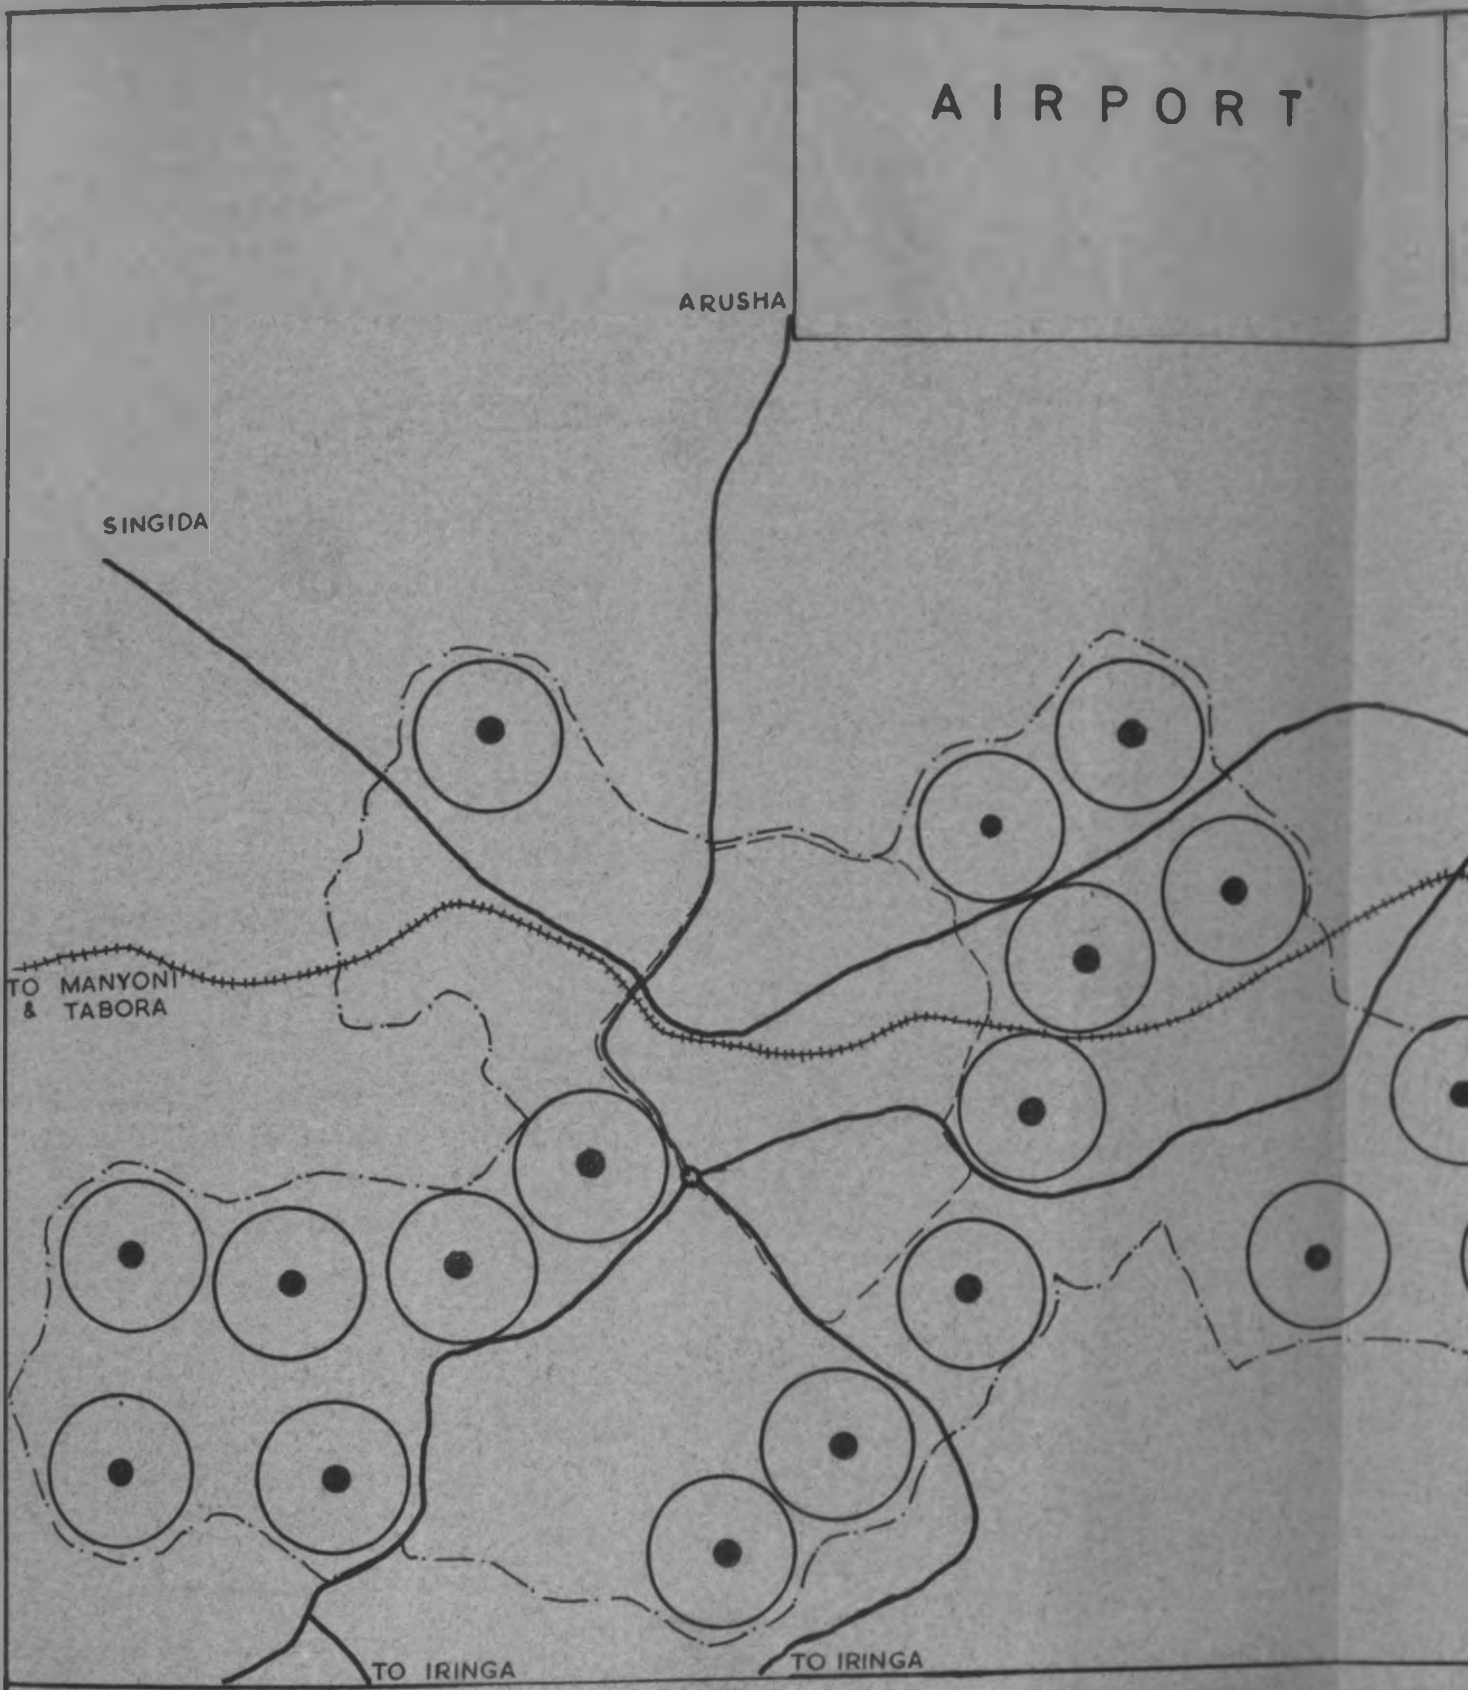 AIRPORT
ARUSHA
SINGIDA
TO MANYONI
& TABORA
TO IRINGA
TO IRINGA